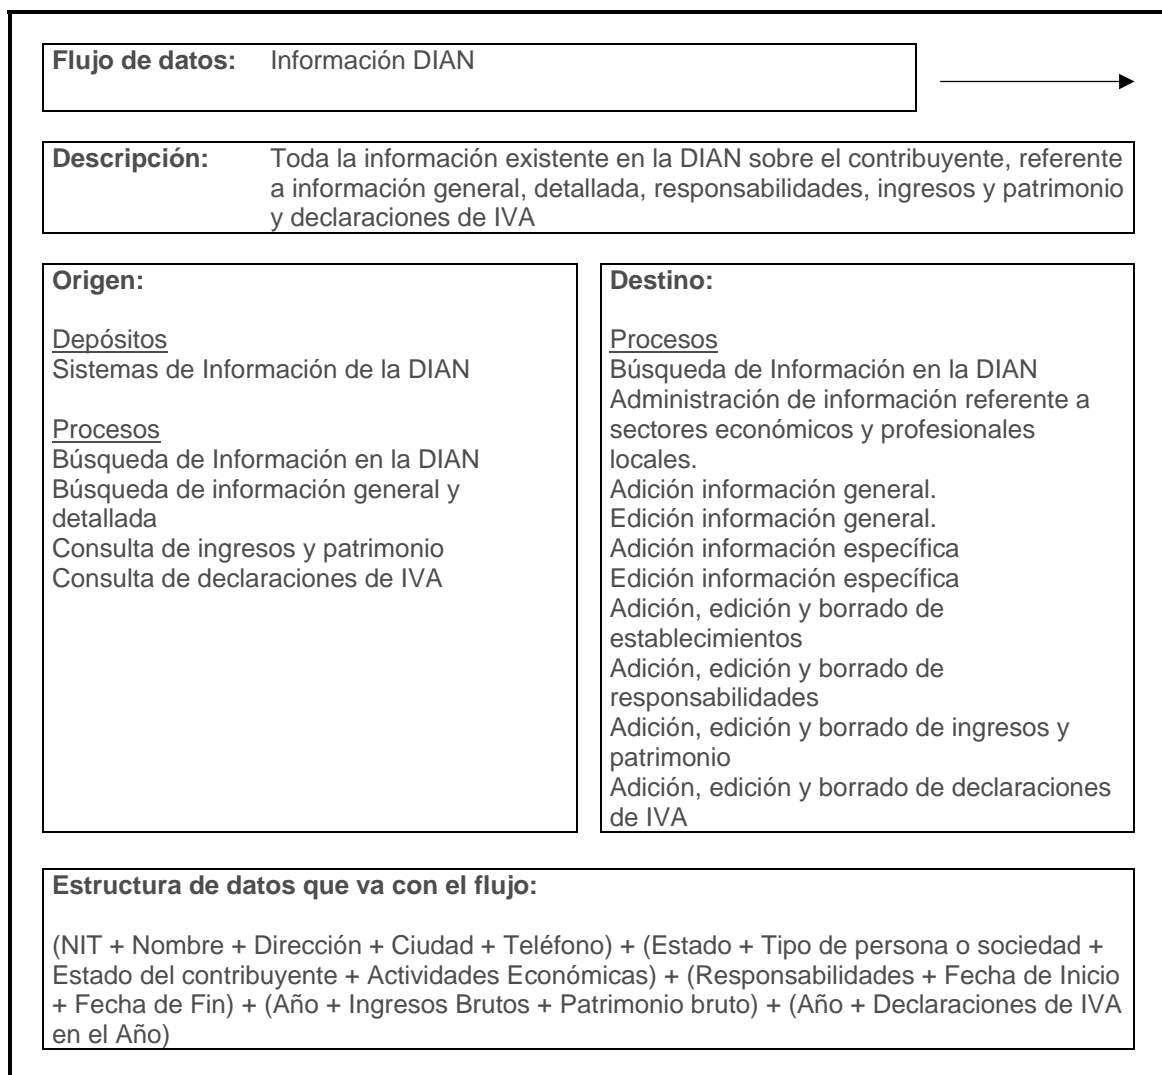 Flujo de datos: Información DIAN
Descripción: Toda la información existente en la DIAN sobre el contribuyente, referente
a información general, detallada, responsabilidades, ingresos y patrimonio
y declaraciones de IVA
Origen:
Depósitos
Sistemas de Información de la DIAN
Procesos
Búsqueda de Información en la DIAN
Búsqueda de información general y
detallada
Consulta de ingresos y patrimonio
Consulta de declaraciones de IVA
Destino:
Procesos
Búsqueda de Información en la DIAN
Administración de información referente a
sectores económicos y profesionales
locales.
Adición información general.
Edición información general.
Adición información específica
Edición información específica
Adición, edición y borrado de
establecimientos
Adición, edición y borrado de
responsabilidades
Adición, edición y borrado de ingresos y
patrimonio
Adición, edición y borrado de declaraciones
de IVA
Estructura de datos que va con el flujo:
(NIT + Nombre + Dirección + Ciudad + Teléfono) + (Estado + Tipo de persona o sociedad +
Estado del contribuyente + Actividades Económicas) + (Responsabilidades + Fecha de Inicio
+ Fecha de Fin) + (Año + Ingresos Brutos + Patrimonio bruto) + (Año + Declaraciones de IVA
en el Año)